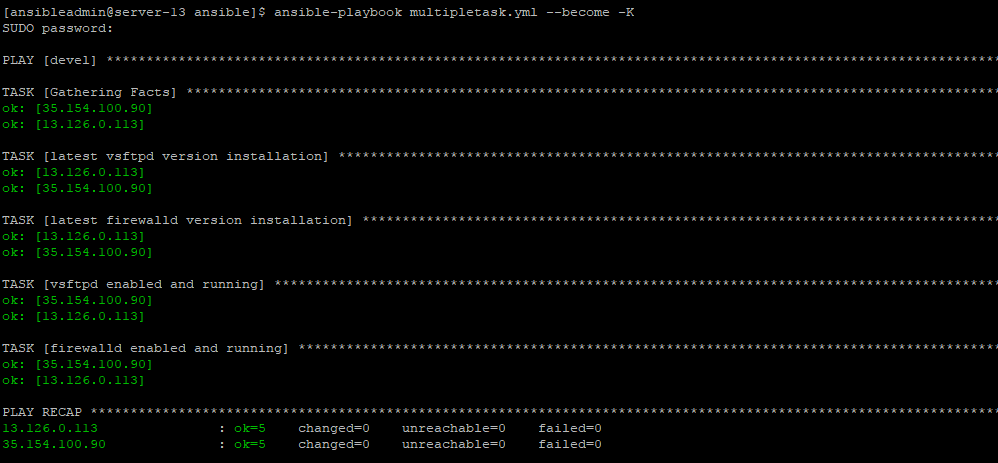 [ansibleadmin@server-13 ansible]$ ansible-playbook multipletask.yml --become -K
SUDO password:
PLAY [devel] ****************************************************************************************************************
TASK [Gathering Facts] ******************************************************************************************************
ok: [35.154.100.90]
ok: [13.126.0.113]
TASK [latest vsftpd version installation] ***********************************************************************************
ok: [13.126.0.113]
ok: [35.154.100.90]
TASK [latest firewalld version installation] ********************************************************************************
ok: [13.126.0.113]
ok: [35.154.100.90]
TASK [vsftpd enabled and running] *******************************************************************************************
ok: [35.154.100.90]
ok: [13.126.0.113]
TASK [firewalld enabled and running] ****************************************************************************************
ok: [35.154.100.90]
ok: [13.126.0.113]
PLAY RECAP ******************************************************************************************************************
13.126.0.113               : ok=5    changed=0    unreachable=0    failed=0
35.154.100.90              : ok=5    changed=0    unreachable=0    failed=0